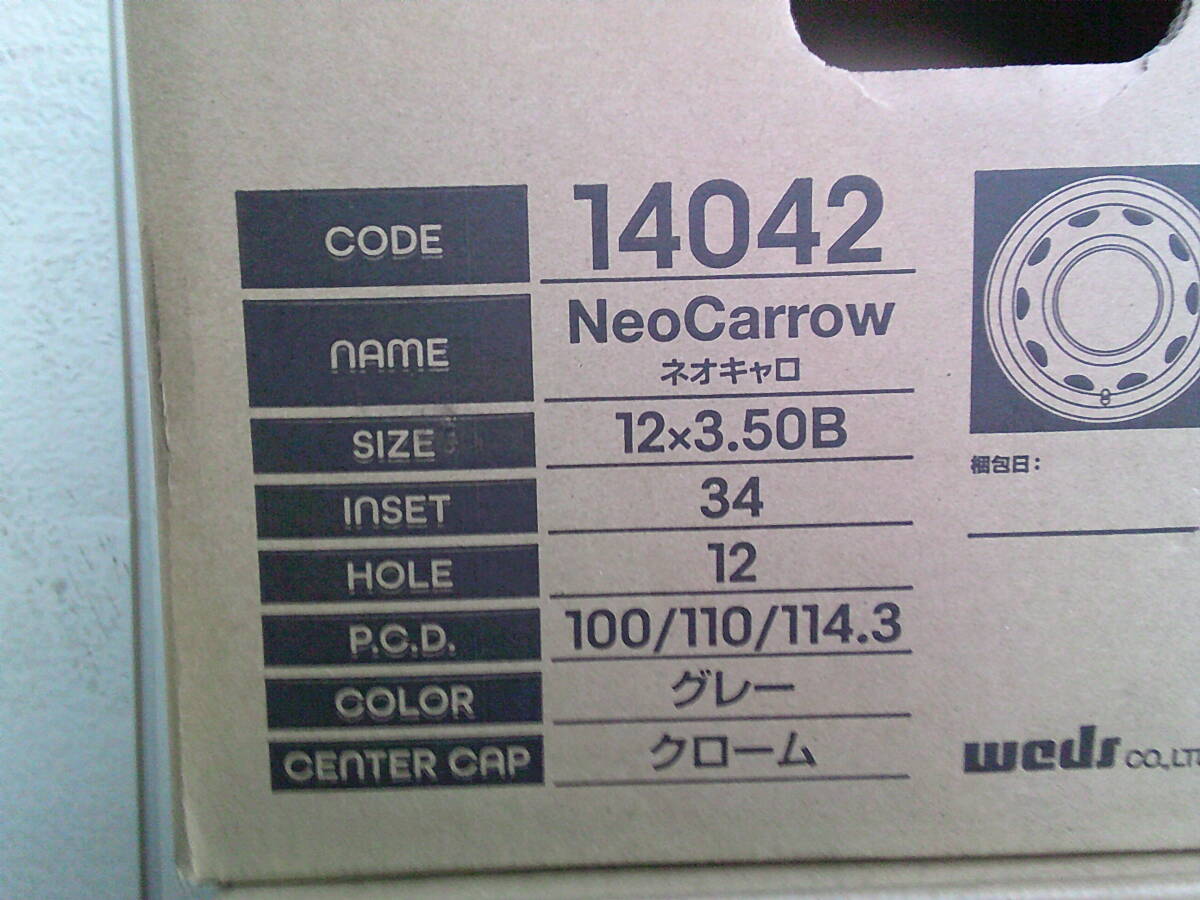 CODE 14042
NAME NeoCarrow
ネオキャロ
SIZE 12×3.50B
INSET 34
HOLE 12
P.C.D. 100/110/114.3
COLOR グレー
CENTER CAP クローム
梱包日:
weds CO.,LTD